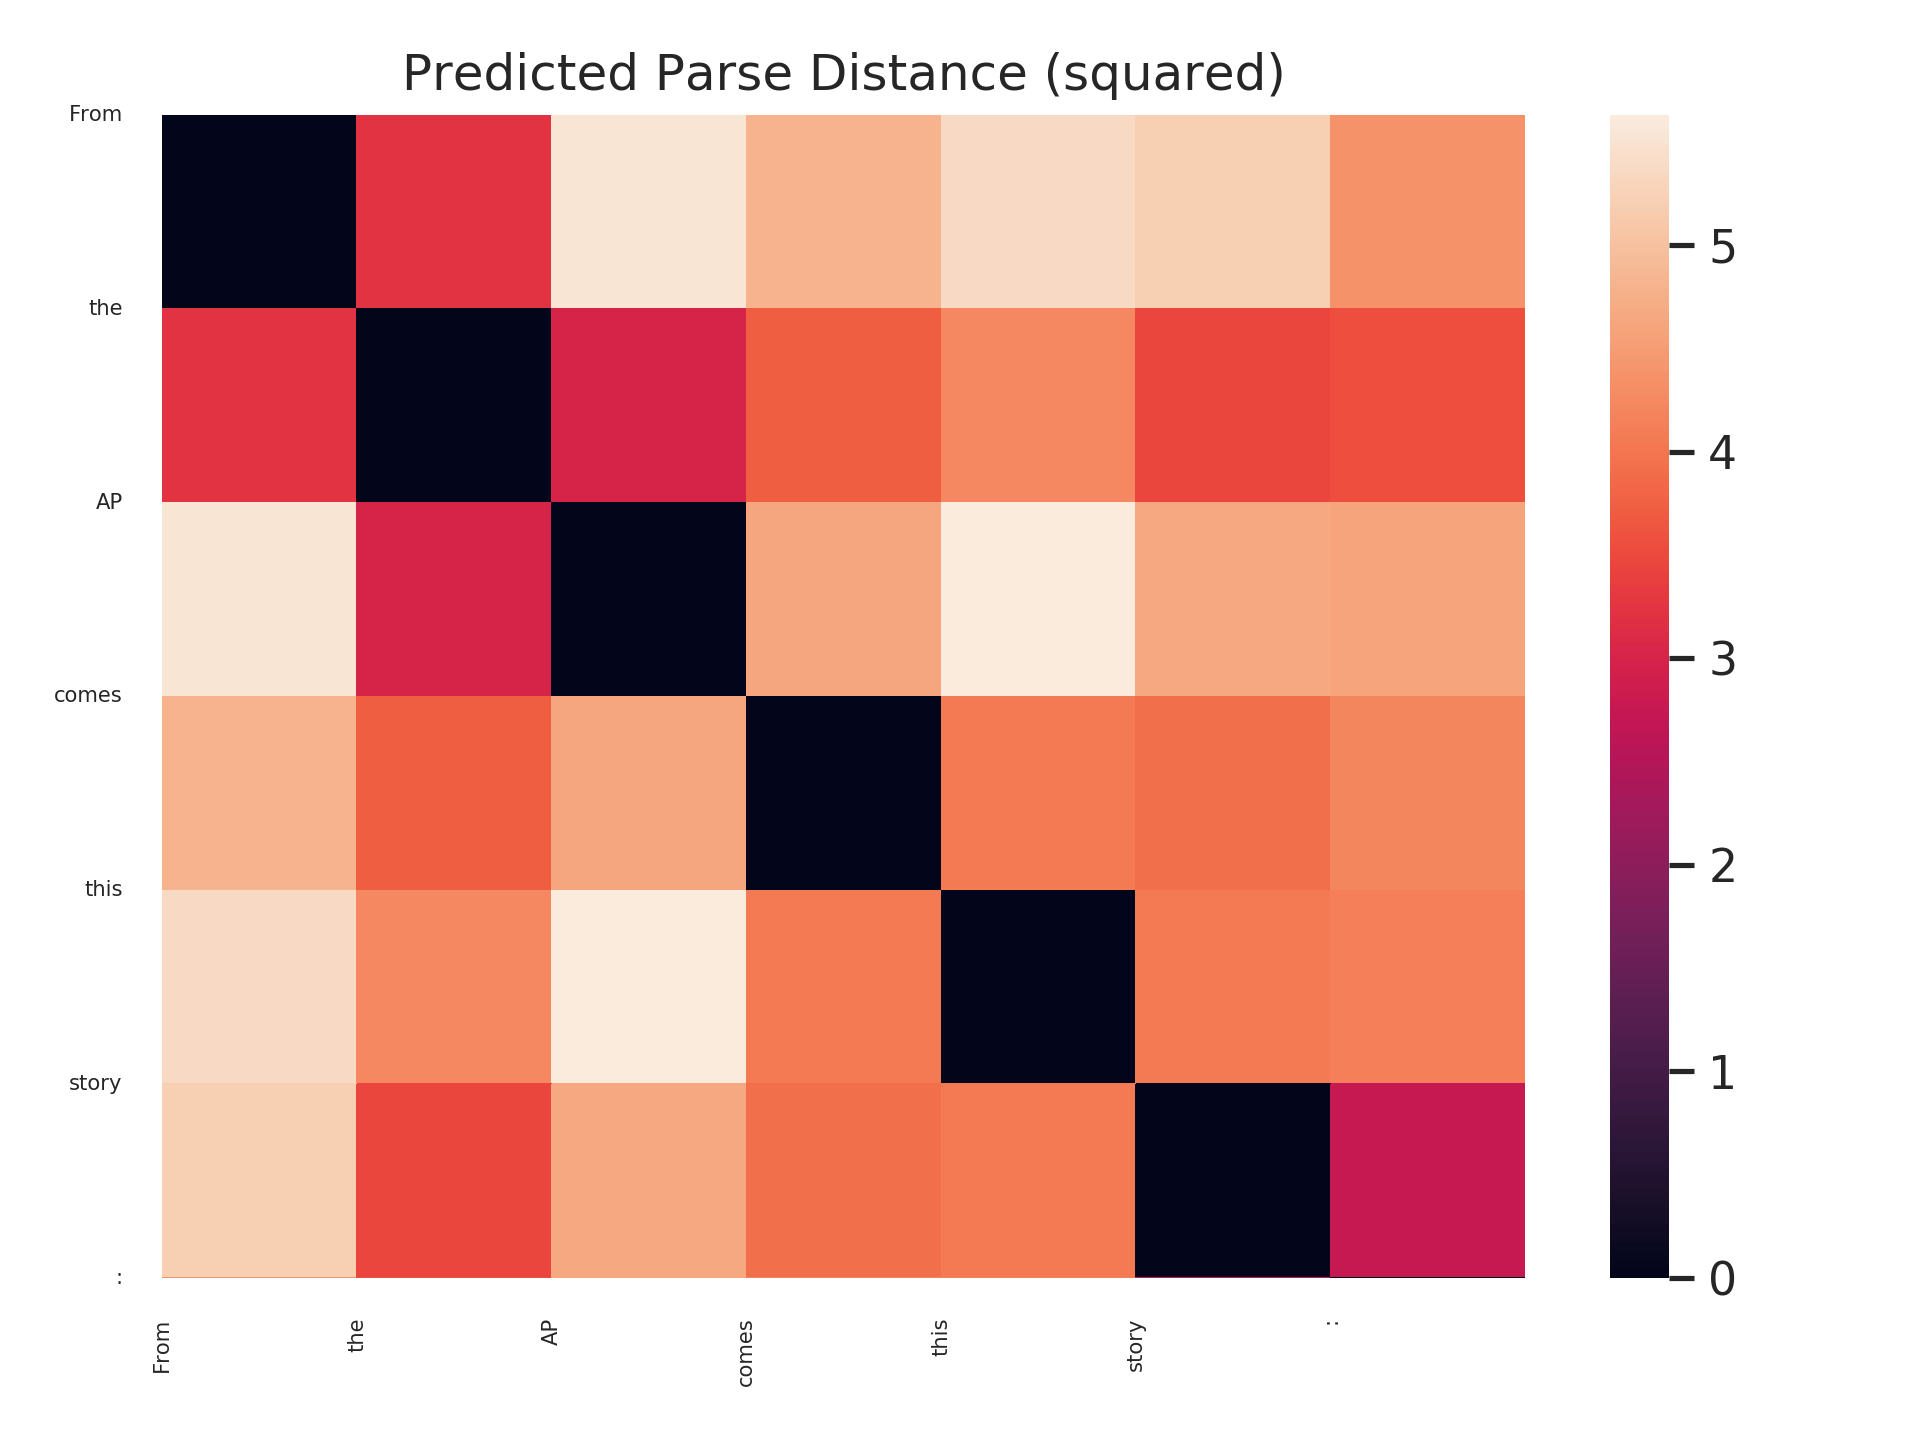 Predicted Parse Distance (squared)
From
the
AP
comes
this
story
:
From
the
AP
comes
this
story
:
5
4
3
2
1
0